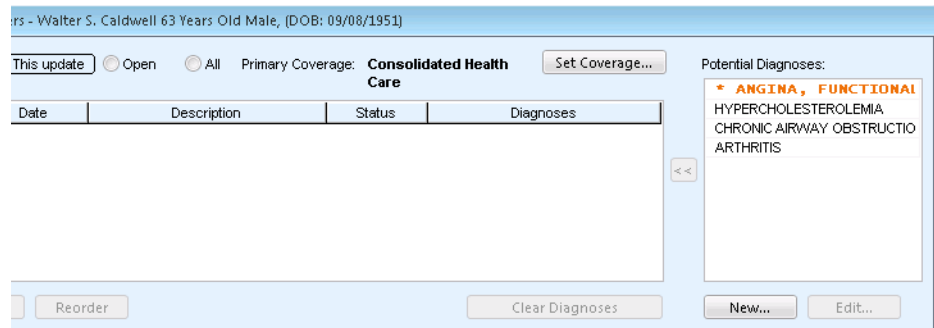 rs - Walter S. Caldwell 63 Years Old Male, (DOB: 09/08/1951)
This update Open All Primary Coverage: Consolidated Health Care Set Coverage...
Potential Diagnoses:
* ANGINA, FUNCTIONAL
HYPERCHOLESTEROLEMIA
CHRONIC AIRWAY OBSTRUCTIO
ARTHRITIS
Date Description Status Diagnoses
<<
Reorder Clear Diagnoses New... Edit...